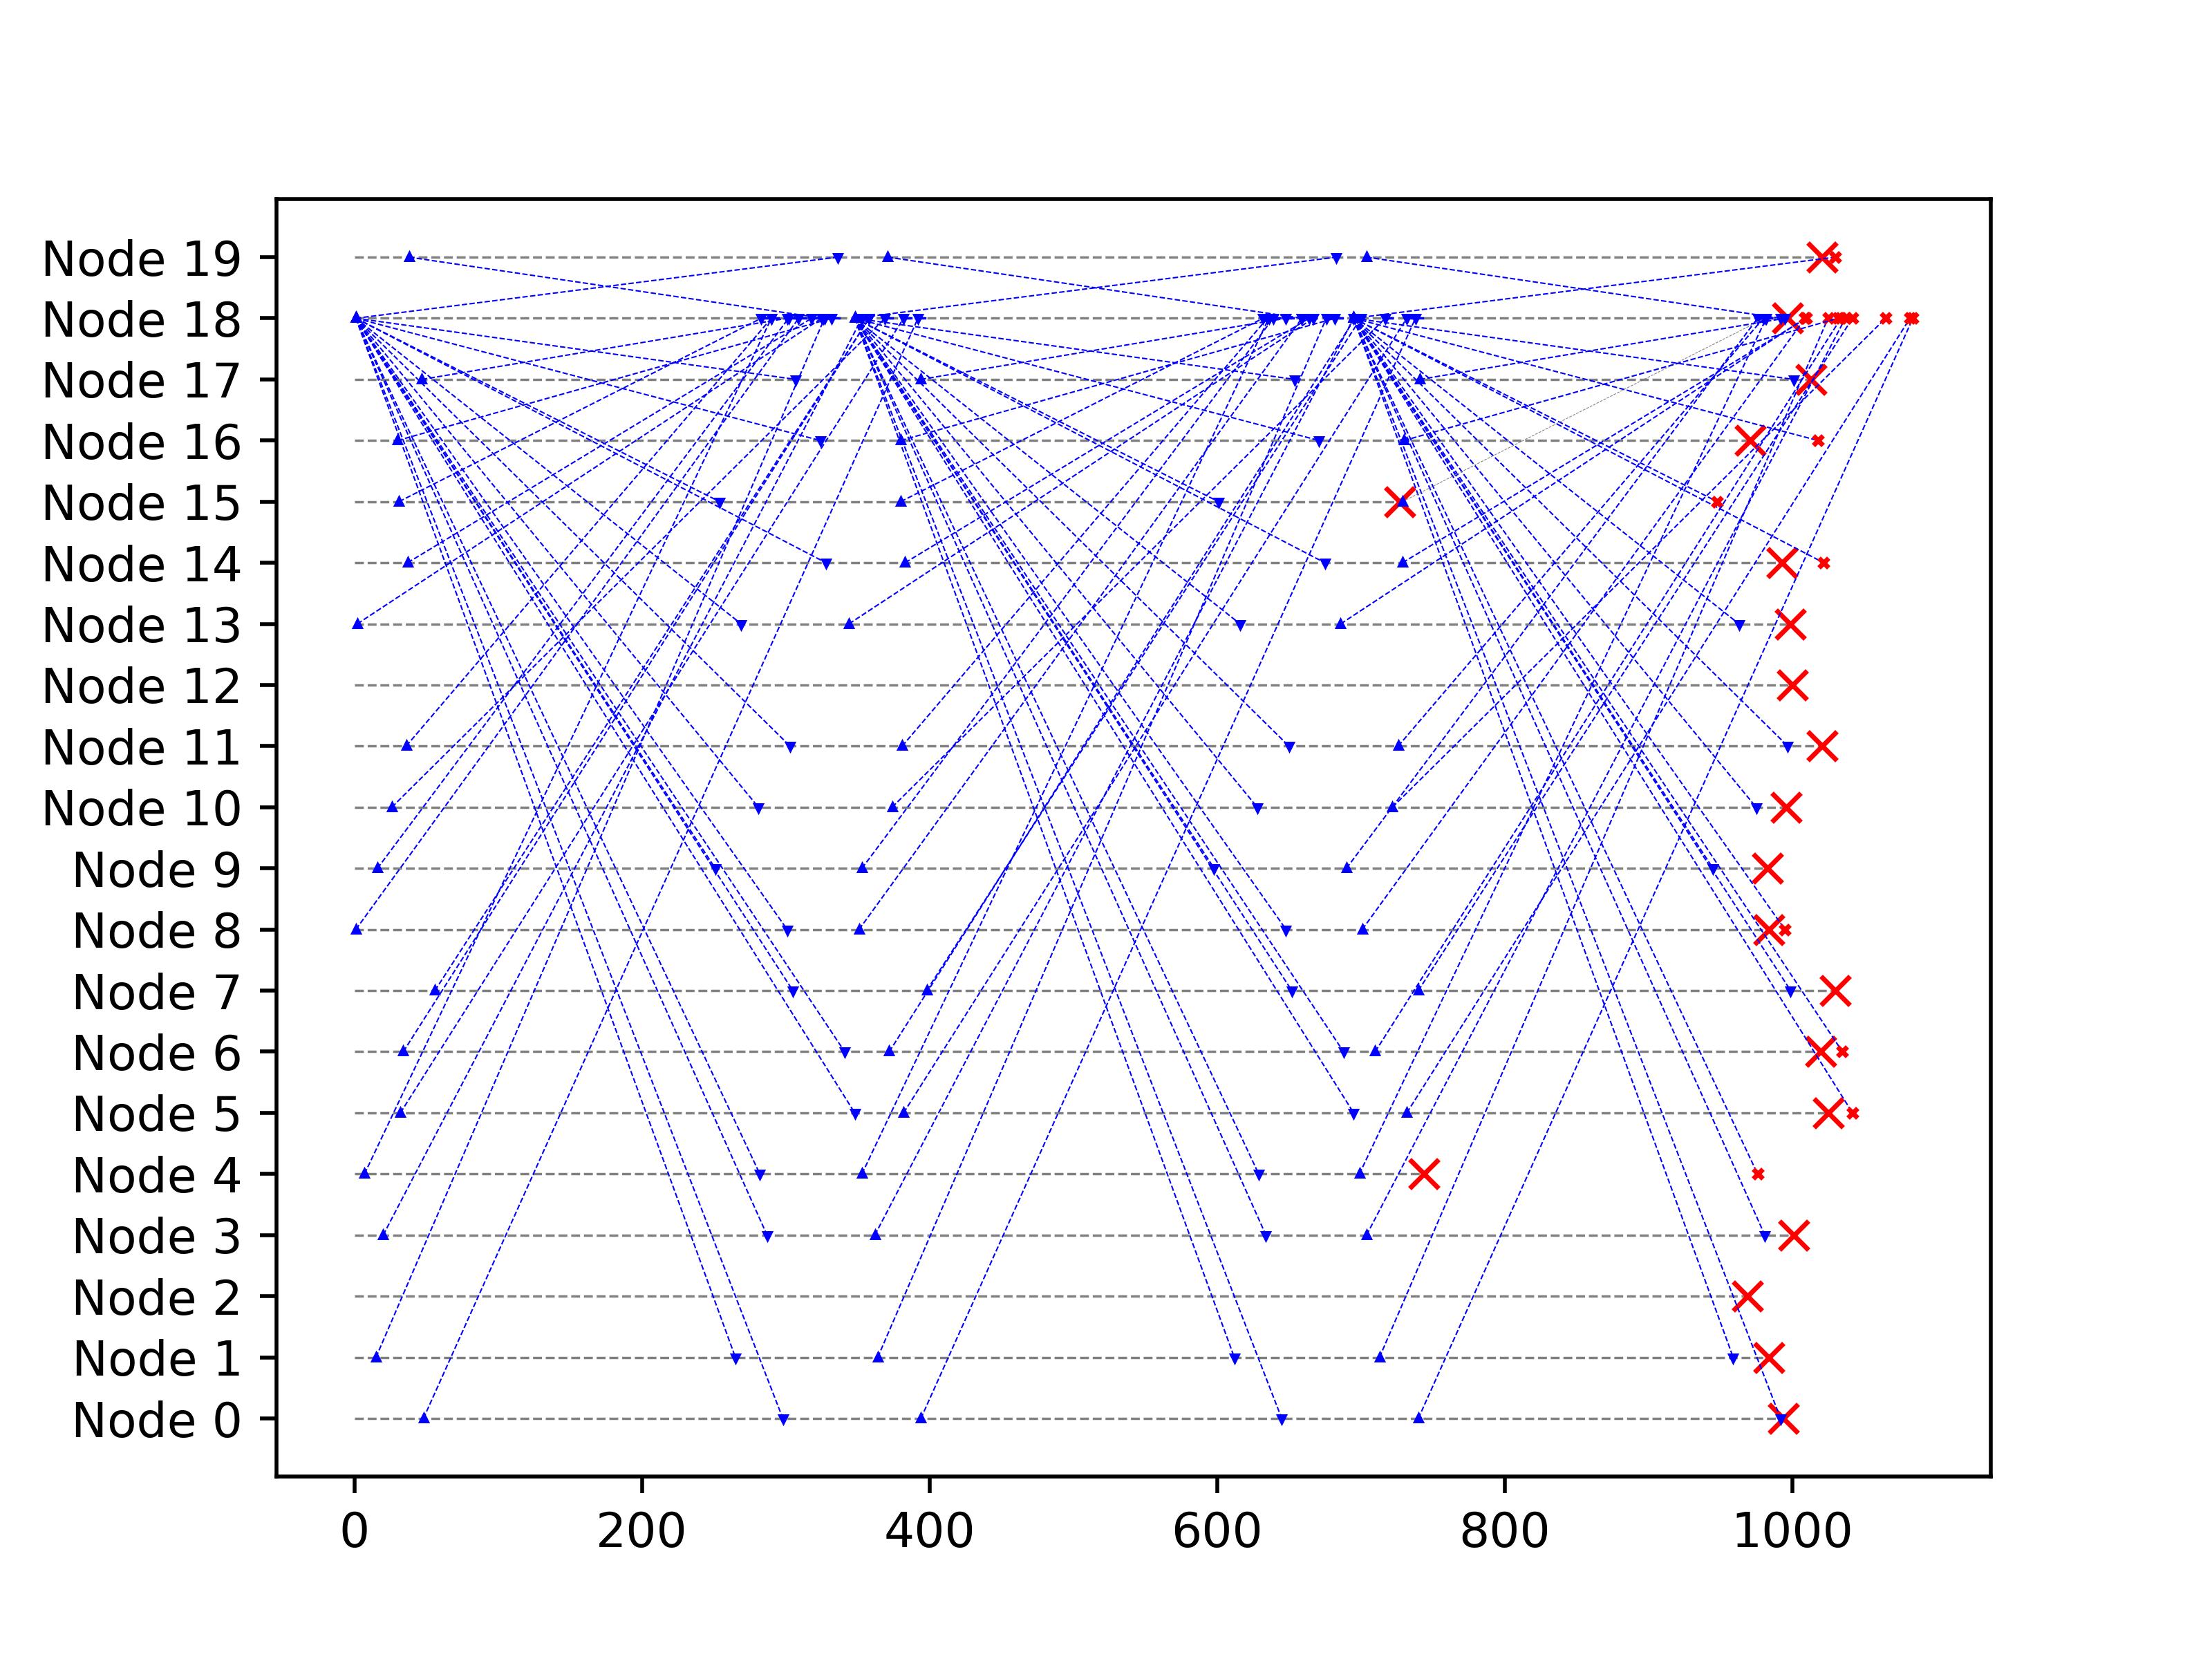 Node 19
Node 18
Node 17
Node 16
Node 15
Node 14
Node 13
Node 12
Node 11
Node 10
Node 9
Node 8
Node 7
Node 6
Node 5
Node 4
Node 3
Node 2
Node 1
Node 0
0 200 400 600 800 1000